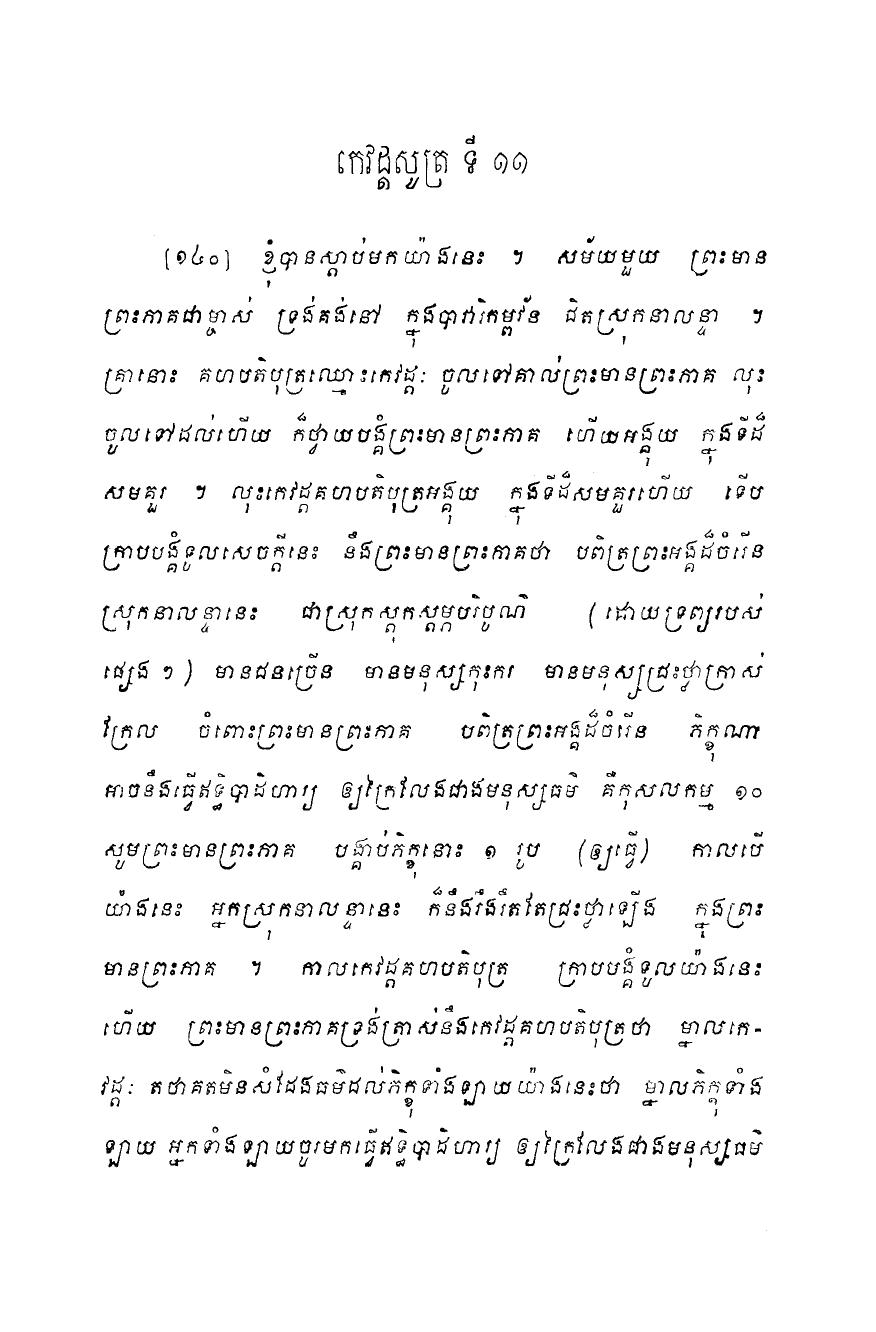 កេវដ្ដសូត្រ ទី ១១
[១៤០] ខ្ញុំបានស្តាប់មកយ៉ាងនេះ ។ សម័យមួយ ព្រះមាន
ព្រះភាគជាម្ចាស់ ទ្រង់គង់នៅ ក្នុងបាវារិកម្ពវ័ន ជិតស្រុកនាលន្ទា ។
គ្រានោះ គហបតិបុត្រឈ្មោះកេវដ្ដៈ ចូលទៅគាល់ព្រះមានព្រះភាគ លុះ
ចូលទៅដល់ហើយ ក៏ថ្វាយបង្គំព្រះមានព្រះភាគ ហើយអង្គុយ ក្នុងទីដ៏
សមគួរ ។ លុះកេវដ្ដគហបតិបុត្រអង្គុយ ក្នុងទីដ៏សមគួរហើយ ទើប
ក្រាបបង្គំទូលសេចក្តីនេះ នឹងព្រះមានព្រះភាគថា បពិត្រព្រះអង្គដ៏ចំរើន
ស្រុកនាលន្ទានេះ ជាស្រុកស្តុកស្តម្ភបរិបូណ៌ (ដោយទ្រព្យរបស់
ផ្សេង ៗ) មានជនច្រើន មានមនុស្សកុះករ មានមនុស្សជ្រះថ្លាក្រាស់
ក្រៃល ចំពោះព្រះមានព្រះភាគ បពិត្រព្រះអង្គដ៏ចំរើន ភិក្ខុណា
អាចនឹងធ្វើឥទ្ធិបាដិហារ្យ ឲ្យក្រៃលែងជាងមនុស្សធម៌ គឺកុសលកម្ម ១០
សូមព្រះមានព្រះភាគ បង្គាប់ភិក្ខុនោះ ១ រូប (ឲ្យធ្វើ) កាលបើ
យ៉ាងនេះ អ្នកស្រុកនាលន្ទានេះ ក៏នឹងរឹងរឹតតែជ្រះថ្លាឡើង ក្នុងព្រះ
មានព្រះភាគ ។ កាលកេវដ្ដគហបតិបុត្រ ក្រាបបង្គំទូលយ៉ាងនេះ
ហើយ ព្រះមានព្រះភាគទ្រង់ត្រាស់នឹងកេវដ្ដគហបតិបុត្រថា ម្នាលកេ-
វដ្ដៈ តថាគតមិនសំដែងធម៌ដល់ភិក្ខុទាំងឡាយយ៉ាងនេះថា ម្នាលភិក្ខុទាំង
ឡាយ អ្នកទាំងឡាយចូរមកធ្វើឥទ្ធិបាដិហារ្យ ឲ្យក្រៃលែងជាងមនុស្សធម៌